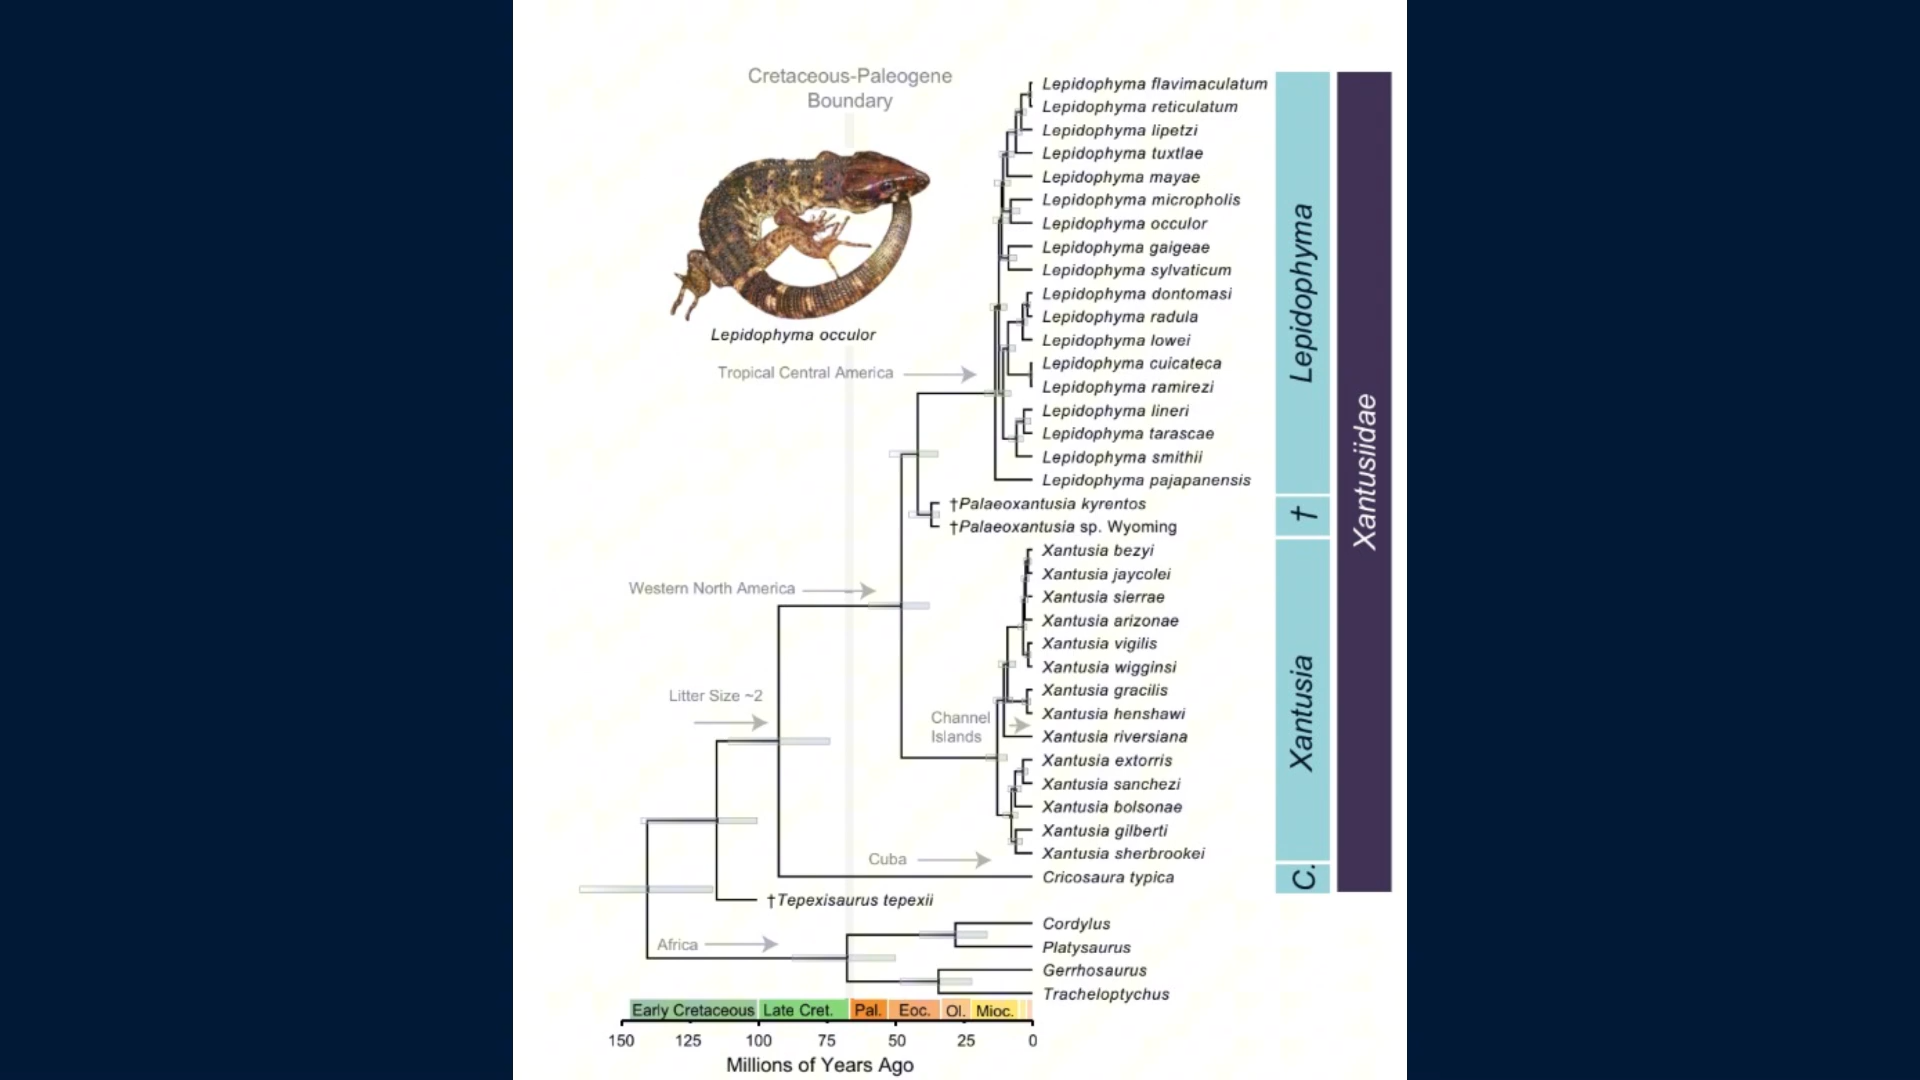 Cretaceous-Paleogene
Boundary
Lepidophyma flavimaculatum
Lepidophyma reticulatum
Lepidophyma lipetzi
Lepidophyma tuxtlae
Lepidophyma mayae
Lepidophyma micropholis
Lepidophyma occulor
Lepidophyma gaigeae
Lepidophyma sylvaticum
Lepidophyma dontomasi
Lepidophyma radula
Lepidophyma lowei
Lepidophyma cuicateca
Lepidophyma ramirezi
Lepidophyma lineri
Lepidophyma tarascae
Lepidophyma smithii
Lepidophyma pajapanensis
†Palaeoxantusia kyrentos
†Palaeoxantusia sp. Wyoming
Xantusia bezyi
Xantusia jaycolei
Xantusia sierrae
Xantusia arizonae
Xantusia vigilis
Xantusia wigginsi
Xantusia gracilis
Xantusia henshawi
Xantusia riversiana
Xantusia extorris
Xantusia sanchezi
Xantusia bolsonae
Xantusia gilberti
Xantusia sherbrookei
Cricosaura typica
†Tepexisaurus tepexii
Cordylus
Platysaurus
Gerrhosaurus
Tracheloptychus
Lepidophyma occulor
Tropical Central America
Western North America
Litter Size ~2
Channel
Islands
Cuba
Africa
Lepidophyma
†
Xantusia
C.
Xantusiidae
Early Cretaceous Late Cret. Pal. Eoc. Ol. Mioc.
150 125 100 75 50 25 0
Millions of Years Ago